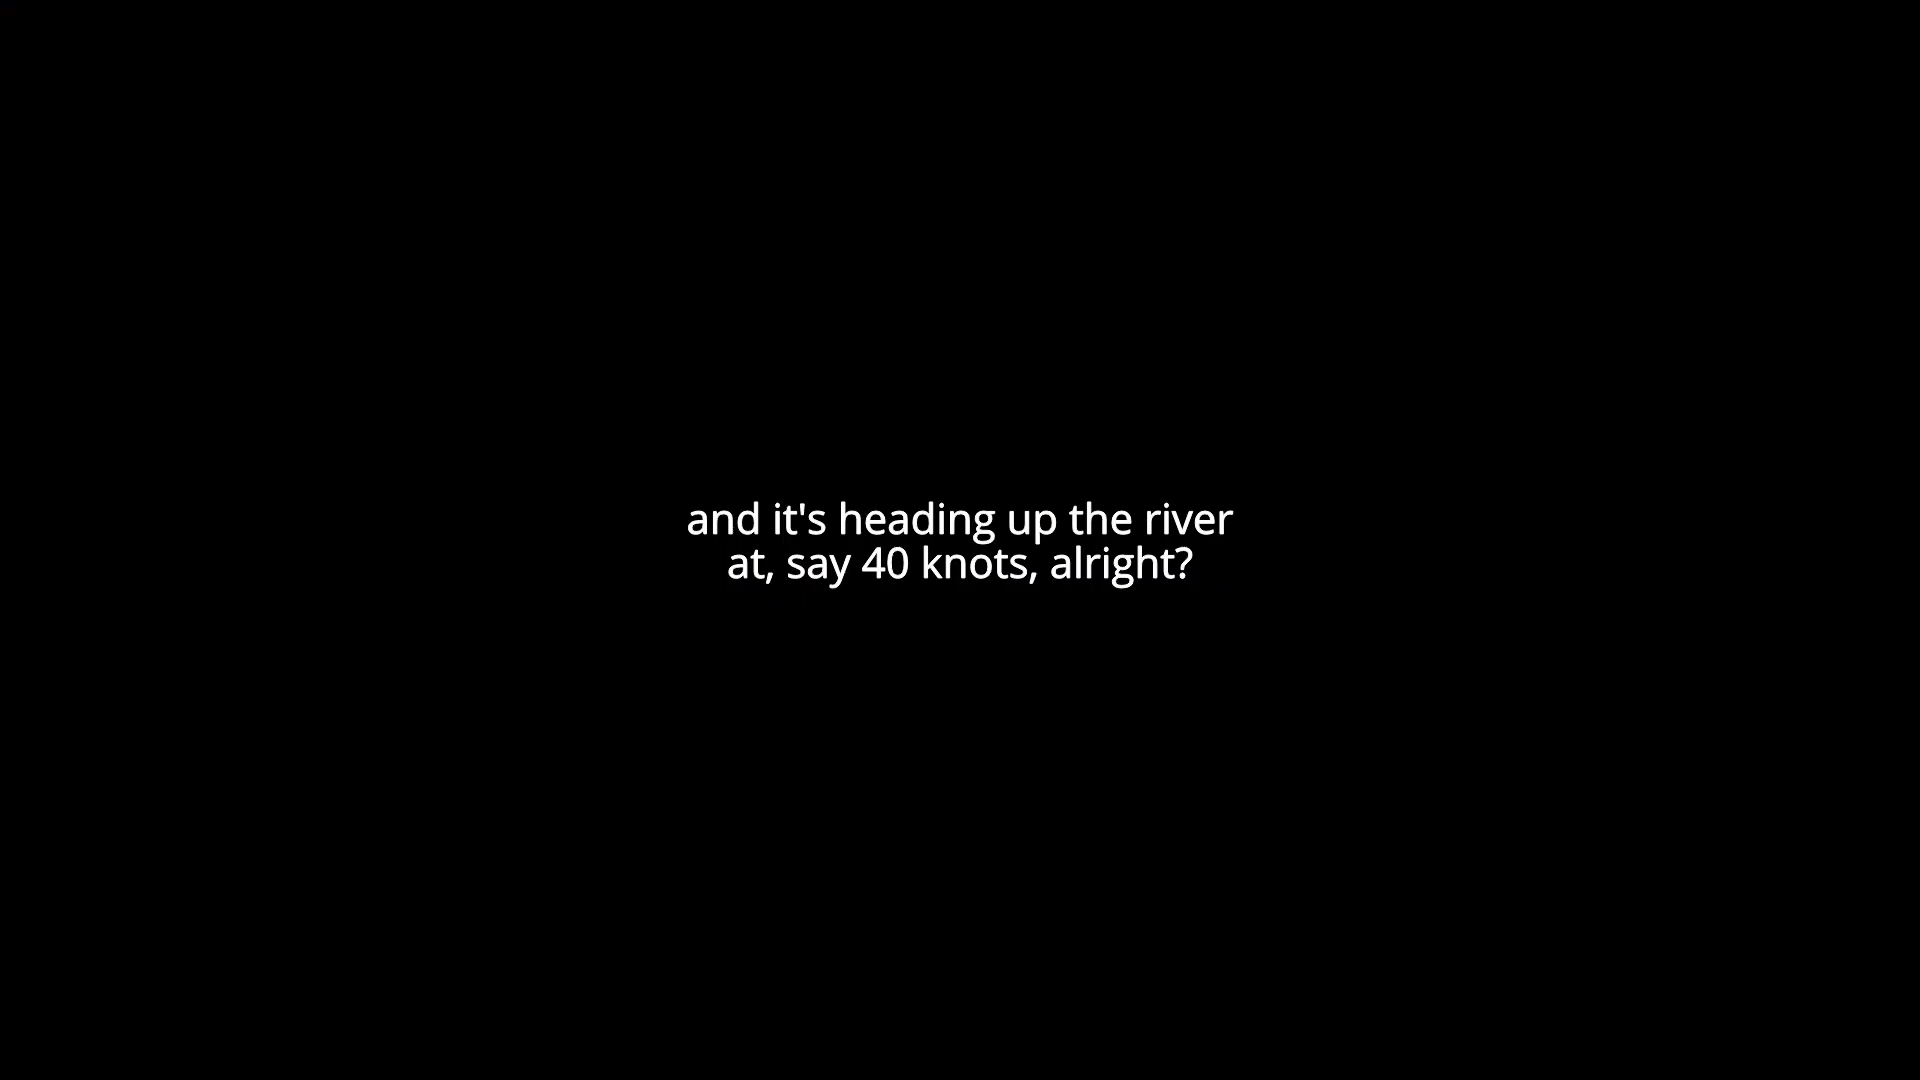 and it's heading up the river
at, say 40 knots, alright?